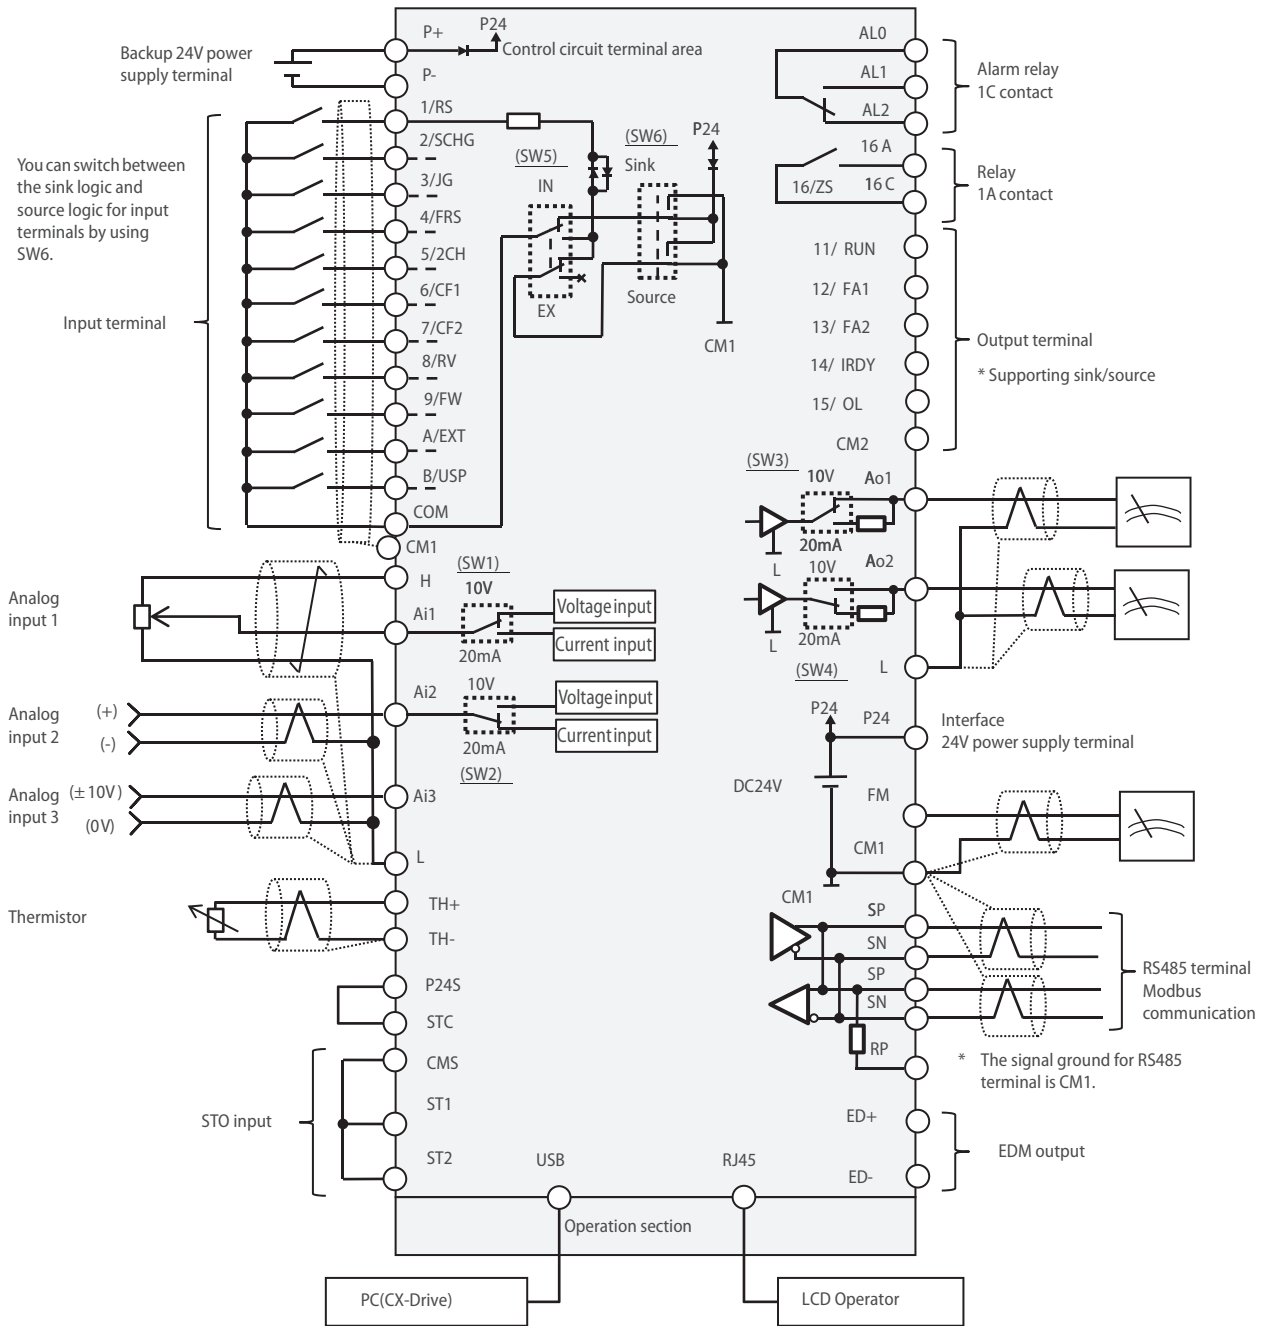 Backup 24V power
supply terminal
P+
P24
Control circuit terminal area
P-
1/RS
2/SCHG
3/JG
4/FRS
5/2CH
6/CF1
7/CF2
8/RV
9/FW
A/EXT
B/USP
COM
CM1
You can switch between
the sink logic and
source logic for input
terminals by using
SW6.
Input terminal
(SW5)
IN
EX
(SW6)
Sink
Source
P24
CM1
AL0
AL1
AL2
Alarm relay
1C contact
16 A
16/ZS
16 C
Relay
1A contact
11/ RUN
12/ FA1
13/ FA2
14/ IRDY
15/ OL
CM2
Output terminal
* Supporting sink/source
(SW3)
10V
Ao1
20mA
L
10V
Ao2
20mA
L
(SW4)
L
Analog
input 1
H
Ai1
(SW1)
10V
20mA
Voltage input
Current input
Analog
input 2
(+)
(-)
Ai2
10V
20mA
(SW2)
Voltage input
Current input
Analog
input 3
(± 10V)
(0V)
Ai3
L
P24
P24
Interface
24V power supply terminal
DC24V
FM
CM1
CM1
Thermistor
TH+
TH-
P24S
STC
CMS
ST1
ST2
STO input
SP
SN
SP
SN
RP
RS485 terminal
Modbus
communication
* The signal ground for RS485
terminal is CM1.
ED+
ED-
EDM output
USB
RJ45
Operation section
PC(CX-Drive)
LCD Operator